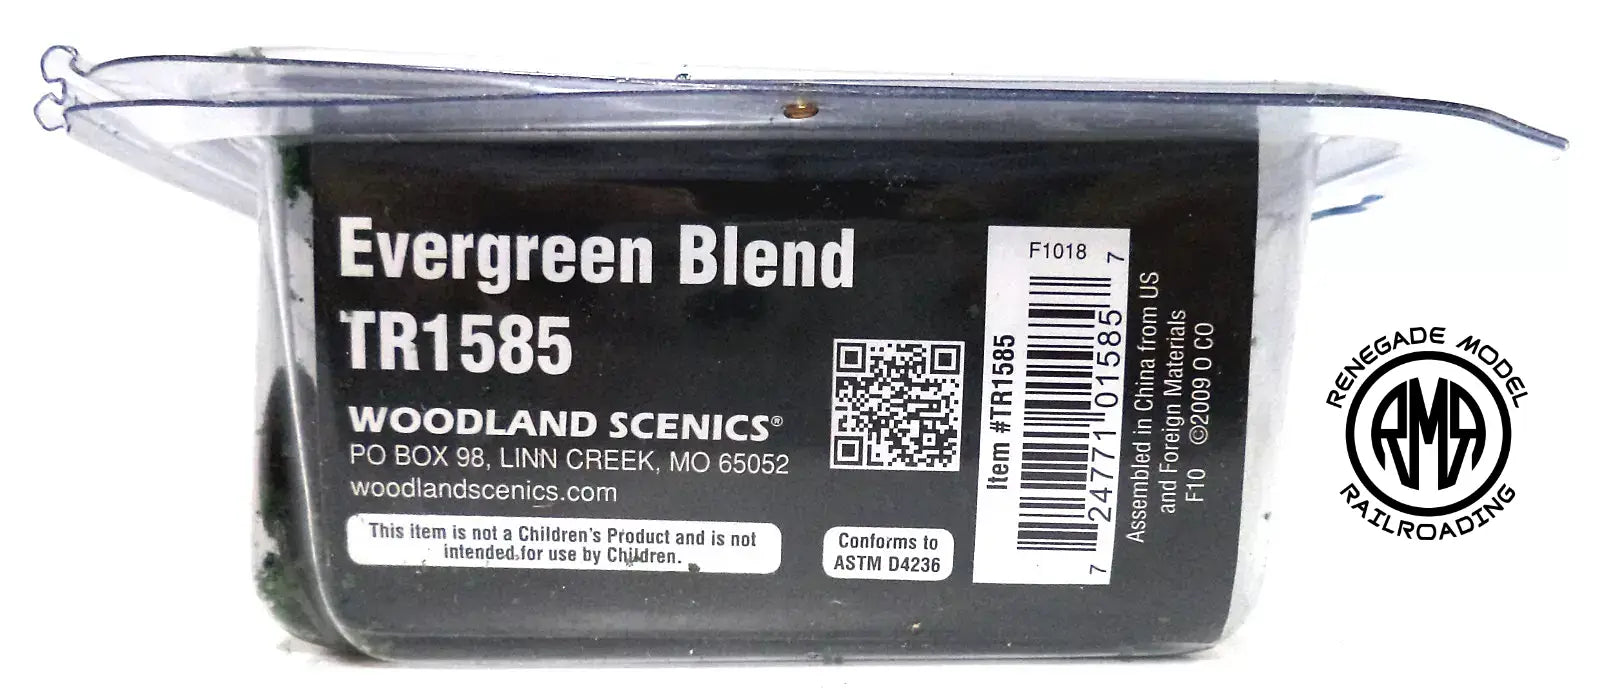 Evergreen Blend
TR1585
WOODLAND SCENICS®
PO BOX 98, LINN CREEK, MO 65052
woodlandscenics.com
This item is not a Children's Product and is not
intended for use by Children.
Conforms to
ASTM D4236
F1018
Item #TR1585
7 24771 01585 7
Assembled in China from US
and Foreign Materials
F10 ©2009 O CO
RENEGADE MODEL
RMR
RAILROADING